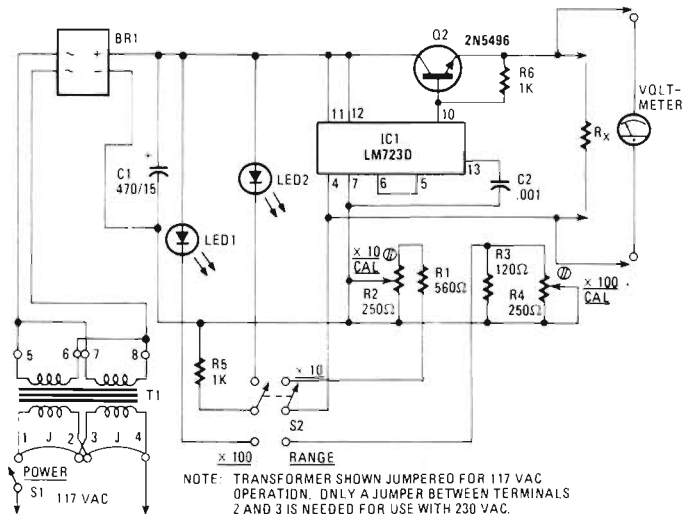 BR1
~
+
~
−
Q2
2N5496
R6
1K
VOLT-
METER
11
12
10
IC1
LM723D
13
4
7
6
5
RX
C1
470/15
+
LED2
C2
.001
LED1
× 10
CAL
R2
250Ω
R1
560Ω
R3
120Ω
R4
250Ω
× 100
CAL
5
6
7
8
R5
1K
× 10
T1
S2
1
J
2
3
J
4
POWER
S1
117 VAC
× 100
RANGE
NOTE: TRANSFORMER SHOWN JUMPERED FOR 117 VAC
OPERATION. ONLY A JUMPER BETWEEN TERMINALS
2 AND 3 IS NEEDED FOR USE WITH 230 VAC.